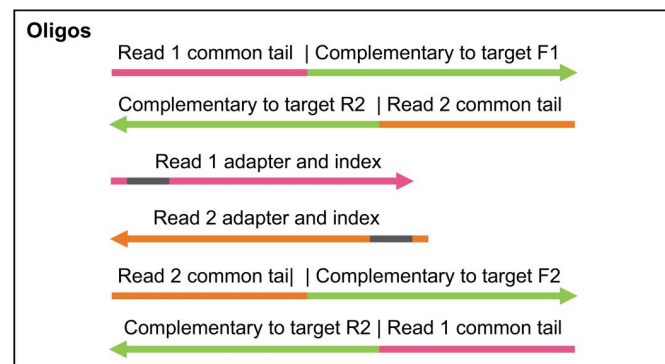 Oligos
Read 1 common tail | Complementary to target F1
Complementary to target R2 | Read 2 common tail
Read 1 adapter and index
Read 2 adapter and index
Read 2 common tai| | Complementary to target F2
Complementary to target R2 | Read 1 common tail